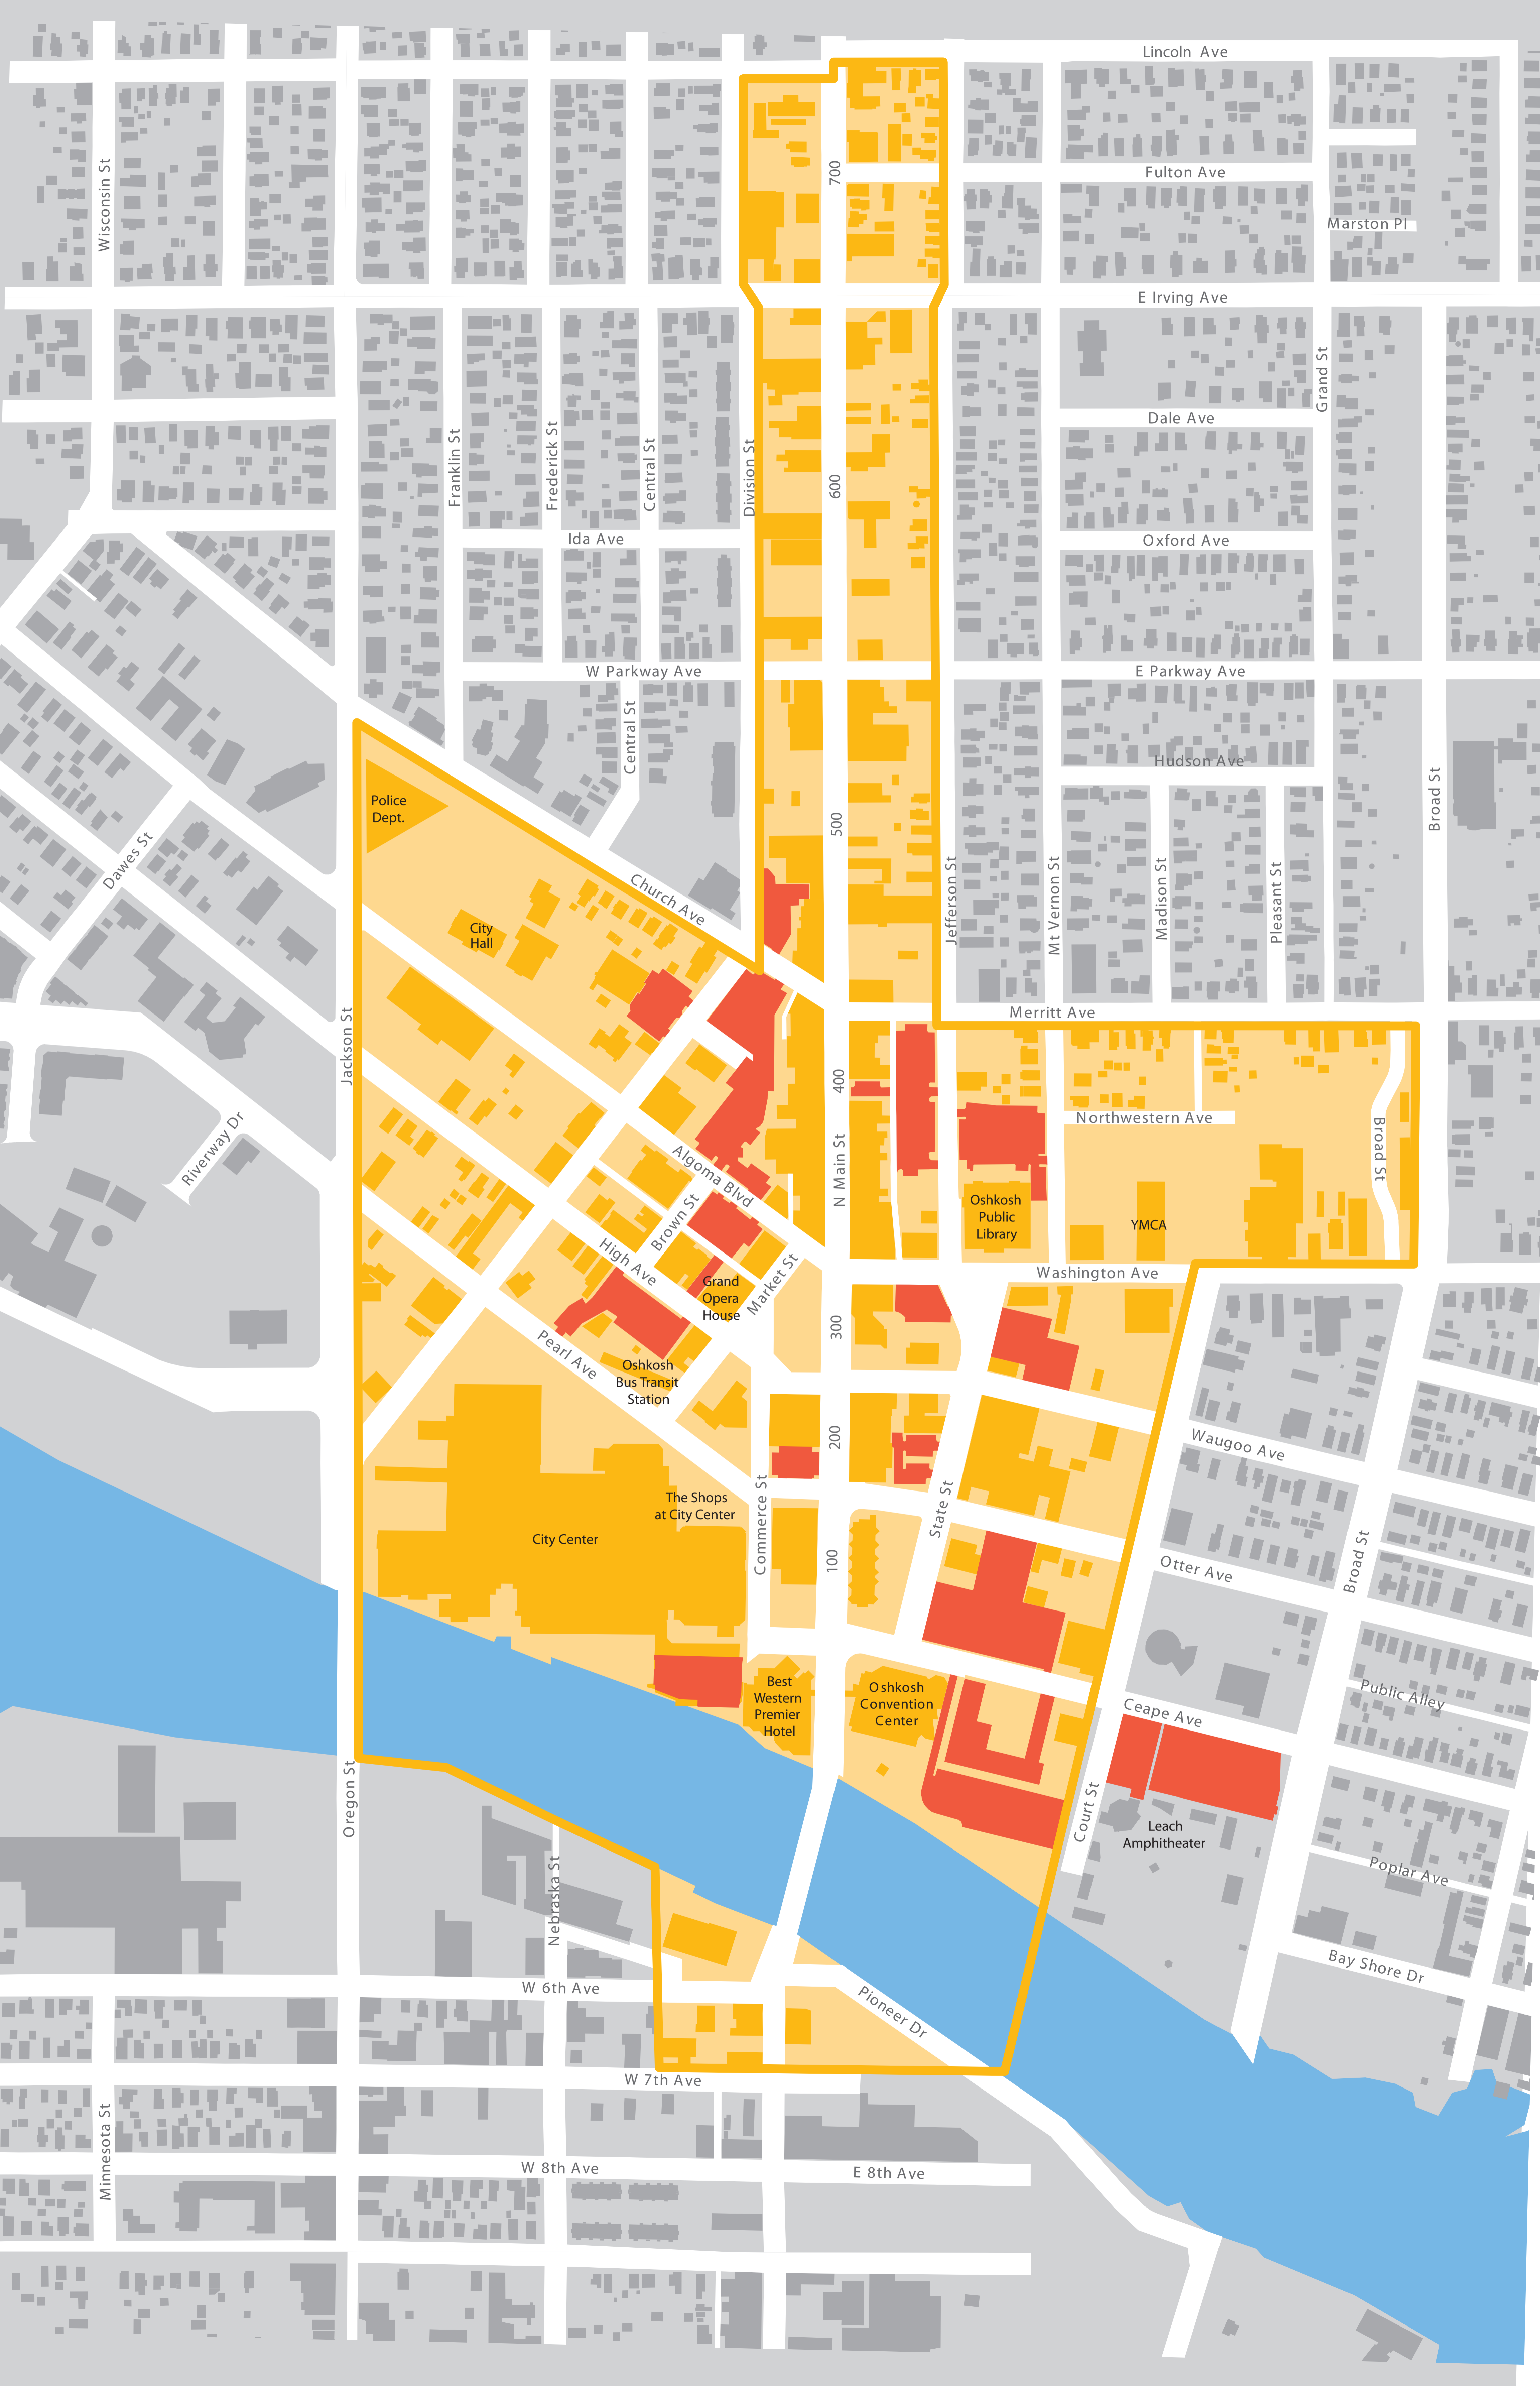 Lincoln Ave
Wisconsin St
700
Fulton Ave
Marston Pl
E Irving Ave
Grand St
Dale Ave
Franklin St
Frederick St
Central St
Division St
600
Ida Ave
Oxford Ave
W Parkway Ave
E Parkway Ave
Central St
Hudson Ave
Broad St
Police
Dept.
500
Dawes St
Church Ave
Jefferson St
Mt Vernon St
Madison St
Pleasant St
City
Hall
Merritt Ave
Jackson St
400
Northwestern Ave
Riverway Dr
Broad St
Algoma Blvd
N Main St
Brown St
Oshkosh
Public
Library
YMCA
High Ave
Washington Ave
Grand
Opera
House
Market St
300
Pearl Ave
Oshkosh
Bus Transit
Station
200
Waugoo Ave
The Shops
at City Center
State St
City Center
Commerce St
100
Otter Ave
Broad St
Best
Western
Premier
Hotel
Oshkosh
Convention
Center
Public Alley
Ceape Ave
Oregon St
Court St
Leach
Amphitheater
Poplar Ave
Nebraska St
Bay Shore Dr
W 6th Ave
Pioneer Dr
W 7th Ave
Minnesota St
W 8th Ave
E 8th Ave